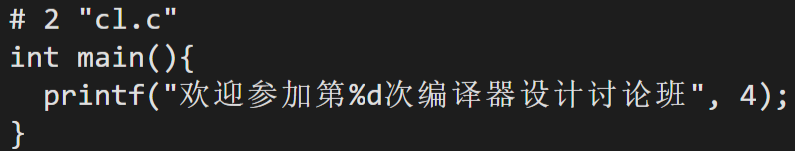 # 2 "cl.c"
int main(){
  printf("欢迎参加第%d次编译器设计讨论班", 4);
}